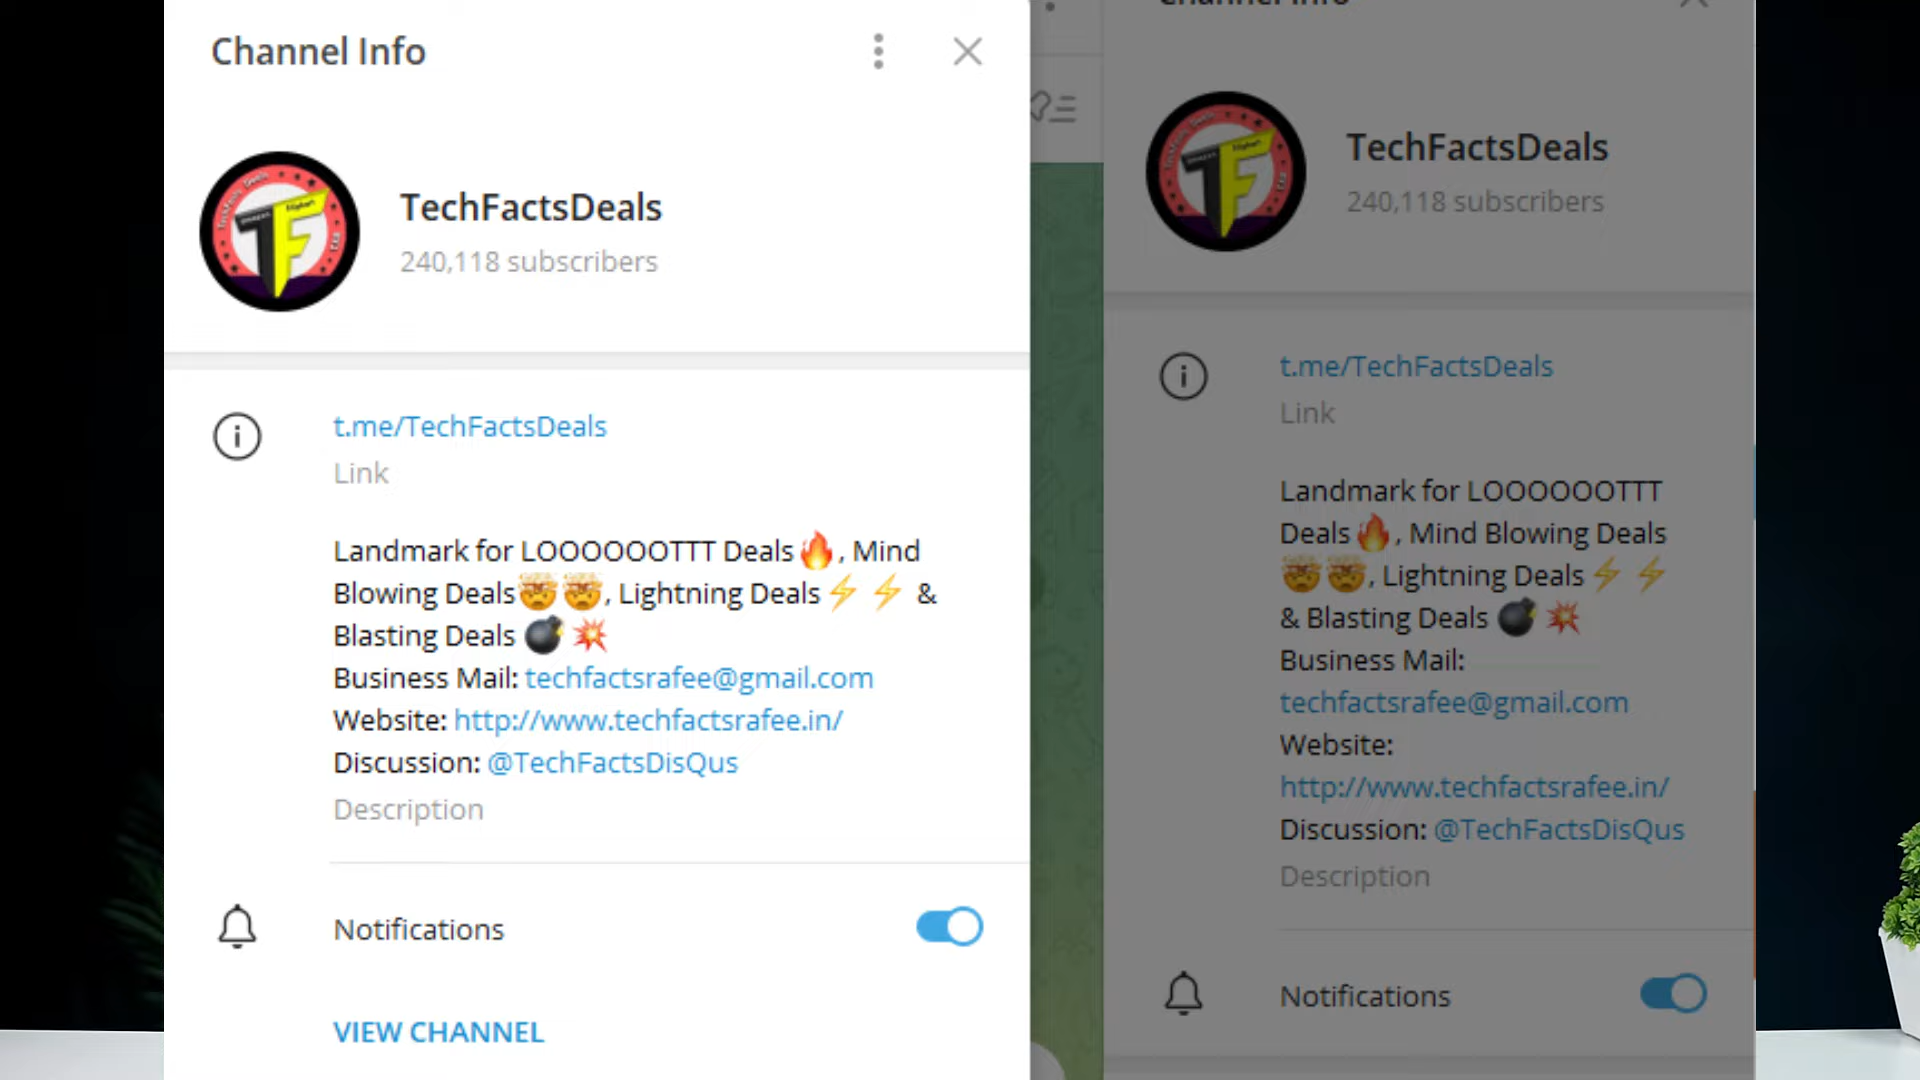 Channel Info
TechFactsDeals
240,118 subscribers
t.me/TechFactsDeals
Link
Landmark for LOOOOOOTTT Deals🔥, Mind
Blowing Deals🤯🤯, Lightning Deals⚡⚡ &
Blasting Deals 💣💥
Business Mail: techfactsrafee@gmail.com
Website: http://www.techfactsrafee.in/
Discussion: @TechFactsDisQus
Description
Notifications
VIEW CHANNEL
Channel Info
TechFactsDeals
240,118 subscribers
t.me/TechFactsDeals
Link
Landmark for LOOOOOOTTT
Deals🔥, Mind Blowing Deals
🤯🤯, Lightning Deals⚡⚡
& Blasting Deals 💣💥
Business Mail:
techfactsrafee@gmail.com
Website:
http://www.techfactsrafee.in/
Discussion: @TechFactsDisQus
Description
Notifications